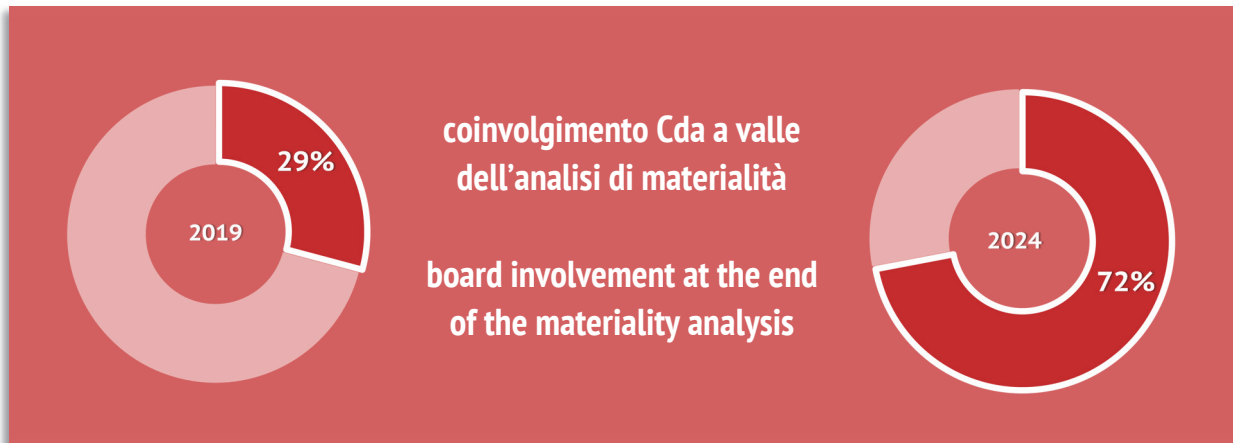 29%
2019
coinvolgimento Cda a valle
dell’analisi di materialità
board involvement at the end
of the materiality analysis
2024
72%